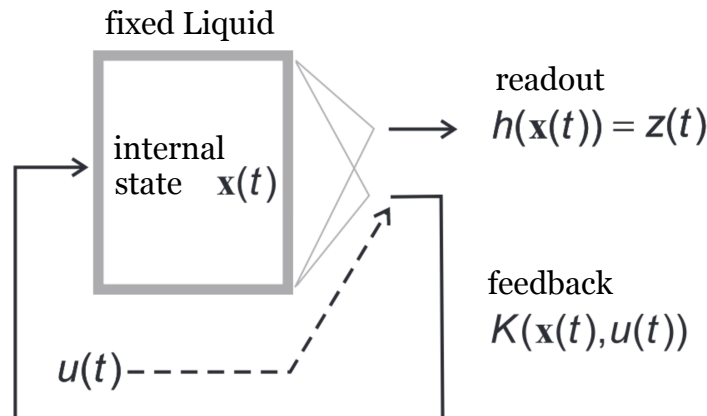 fixed Liquid
internal
state x(t)
readout
h(x(t)) = z(t)
feedback
K(x(t),u(t))
u(t)